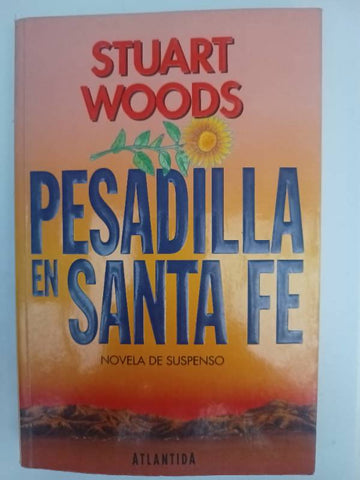 STUART
WOODS
PESADILLA
EN SANTA FE
NOVELA DE SUSPENSO
ATLANTIDA